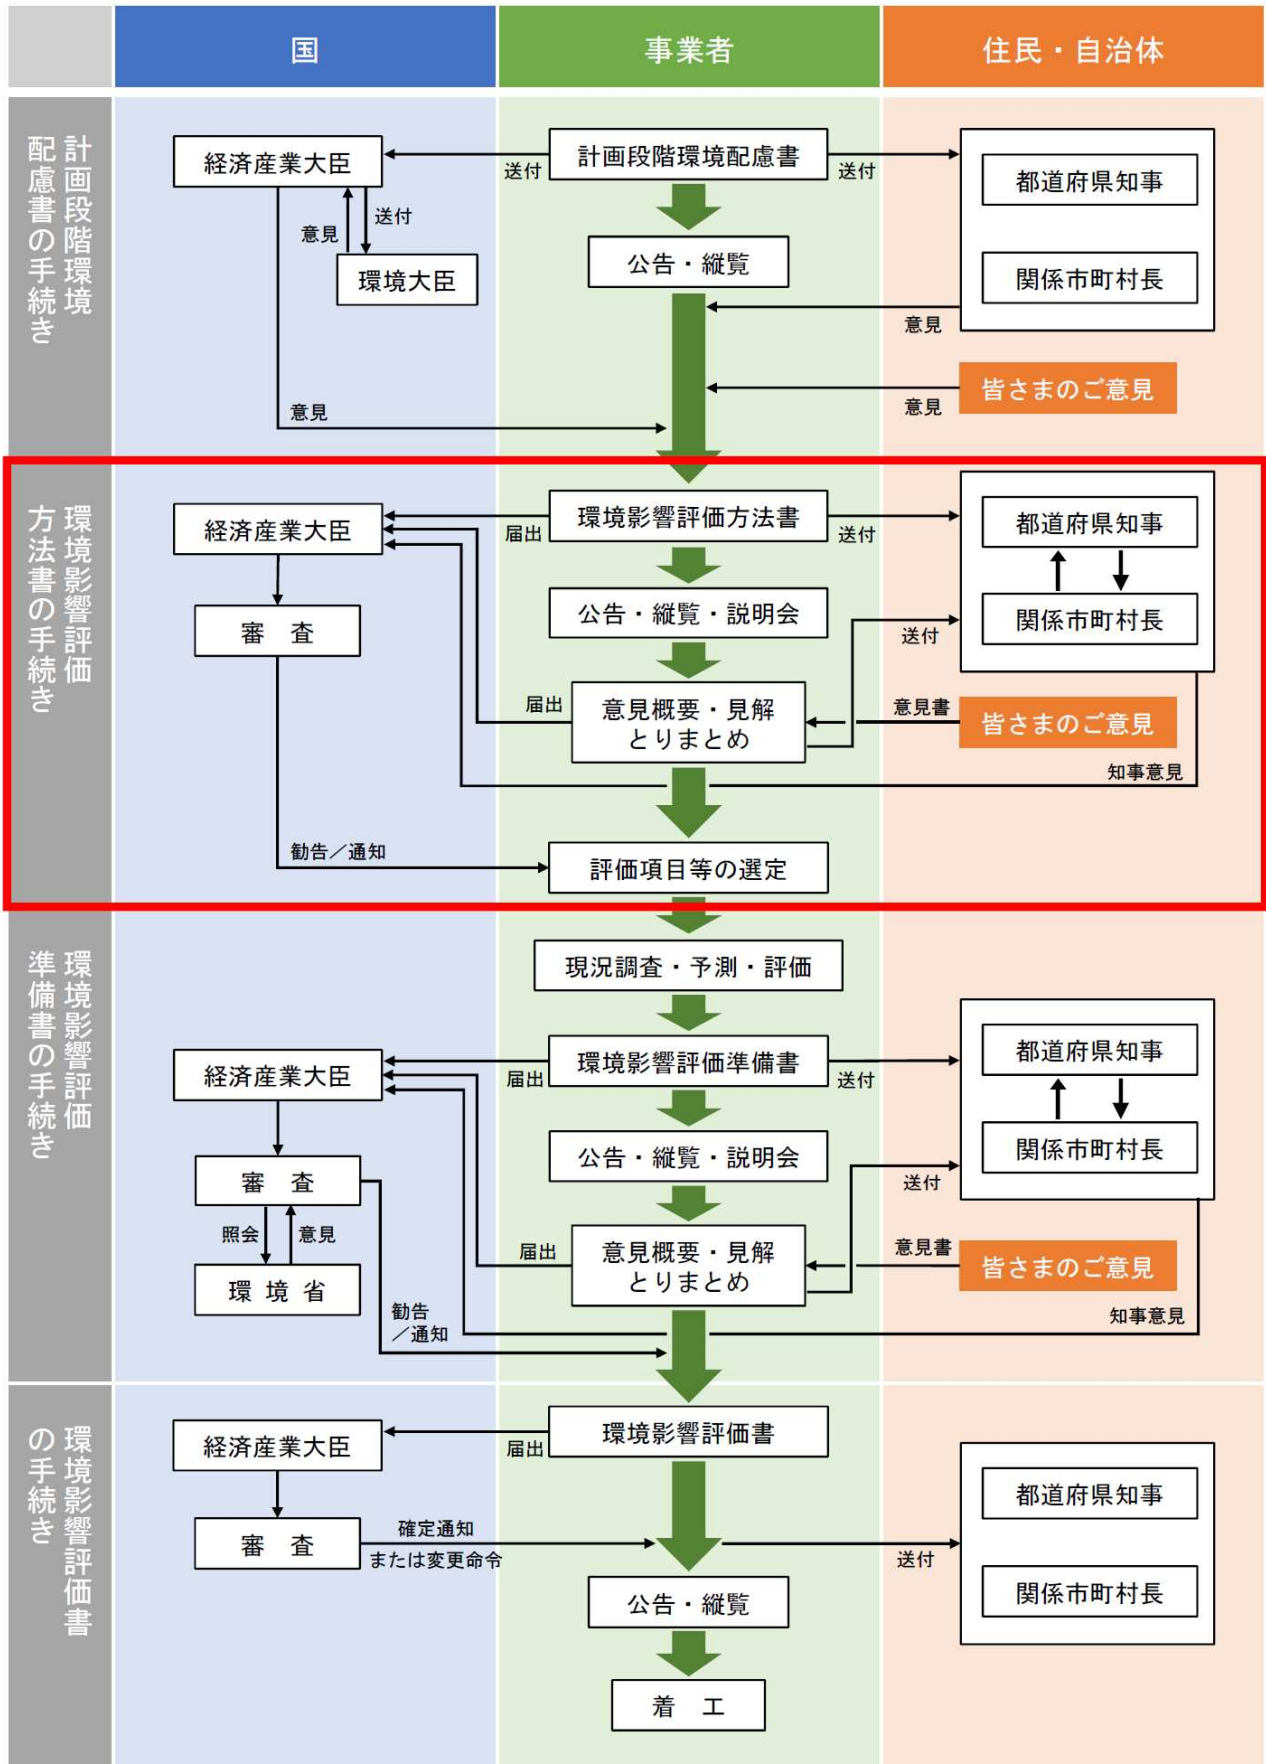 国
事業者
住民・自治体
計画段階環境
配慮書の手続き
経済産業大臣
送付
計画段階環境配慮書
送付
都道府県知事
意見
送付
環境大臣
公告・縦覧
関係市町村長
意見
皆さまのご意見
意見
意見
環境影響評価
方法書の手続き
経済産業大臣
届出
環境影響評価方法書
送付
都道府県知事
審　査
公告・縦覧・説明会
関係市町村長
送付
届出
意見概要・見解
とりまとめ
意見書
皆さまのご意見
知事意見
勧告／通知
評価項目等の選定
環境影響評価
準備書の手続き
現況調査・予測・評価
経済産業大臣
届出
環境影響評価準備書
送付
都道府県知事
審　査
公告・縦覧・説明会
関係市町村長
送付
照会
意見
環 境 省
届出
意見概要・見解
とりまとめ
意見書
皆さまのご意見
知事意見
勧告
／通知
環境影響評価書
の手続き
経済産業大臣
届出
環境影響評価書
都道府県知事
審　査
確定通知
または変更命令
送付
公告・縦覧
関係市町村長
着　工